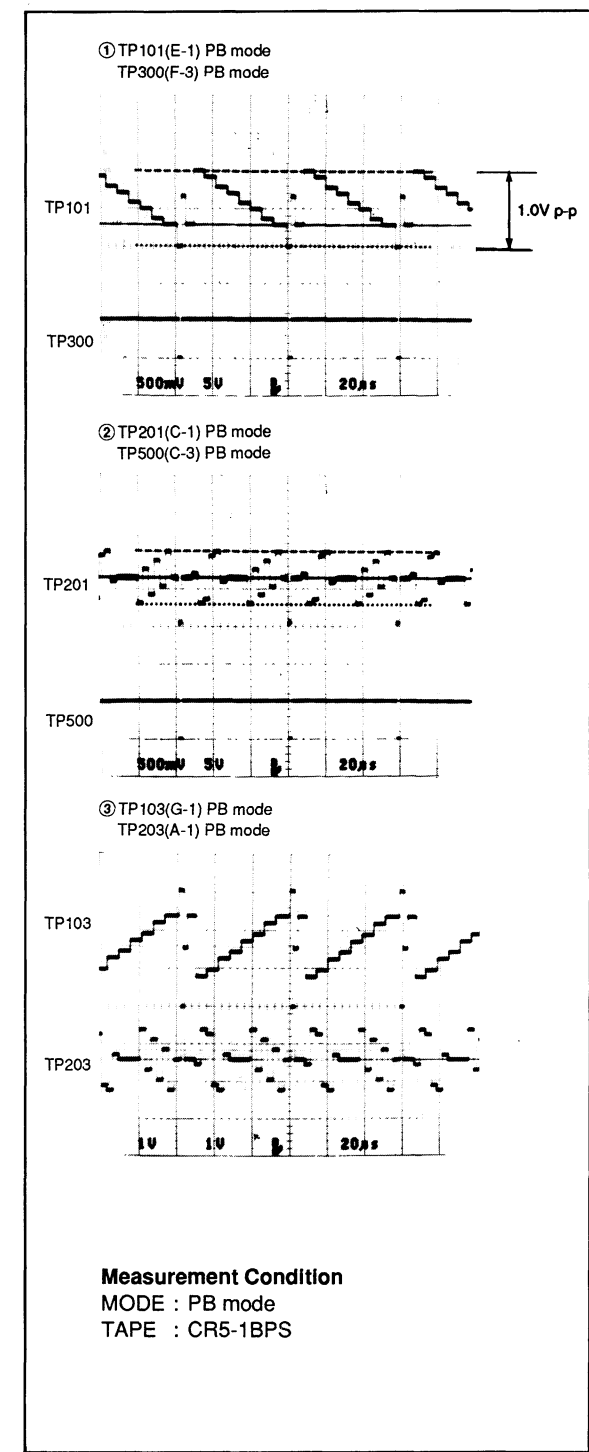 ① TP101(E-1) PB mode
TP300(F-3) PB mode
TP101
1.0V p-p
TP300
500mV 5V 20µs
② TP201(C-1) PB mode
TP500(C-3) PB mode
TP201
TP500
500mV 5V 20µs
③ TP103(G-1) PB mode
TP203(A-1) PB mode
TP103
TP203
1V 1V 20µs
Measurement Condition
MODE : PB mode
TAPE : CR5-1BPS